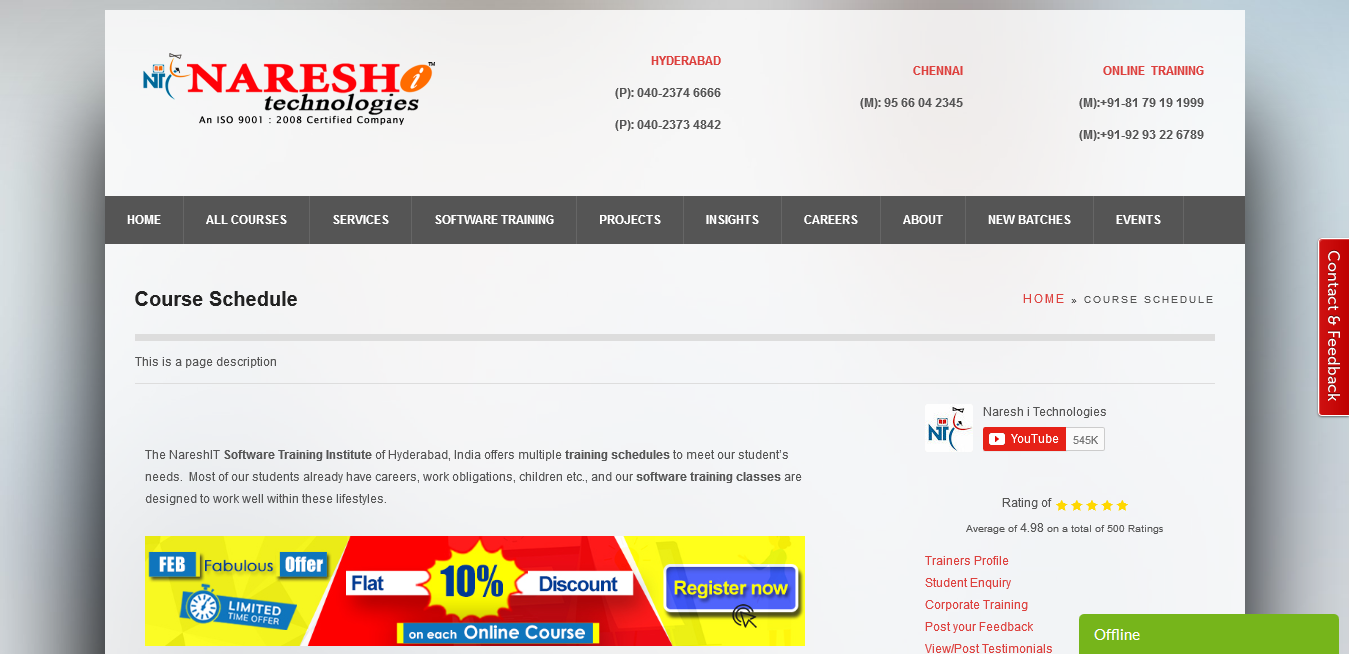 NARESH i TM
technologies
An ISO 9001 : 2008 Certified Company
HYDERABAD
(P): 040-2374 6666
(P): 040-2373 4842
CHENNAI
(M): 95 66 04 2345
ONLINE TRAINING
(M):+91-81 79 19 1999
(M):+91-92 93 22 6789
HOME ALL COURSES SERVICES SOFTWARE TRAINING PROJECTS INSIGHTS CAREERS ABOUT NEW BATCHES EVENTS
Contact & Feedback
Course Schedule
HOME » COURSE SCHEDULE
This is a page description
The NareshIT Software Training Institute of Hyderabad, India offers multiple training schedules to meet our student's
needs. Most of our students already have careers, work obligations, children etc., and our software training classes are
designed to work well within these lifestyles.
FEB Fabulous Offer
LIMITED
TIME OFFER
Flat 10% Discount
on each Online Course
Register now
NT
Naresh i Technologies
YouTube 545K
Rating of
Average of 4.98 on a total of 500 Ratings
Trainers Profile
Student Enquiry
Corporate Training
Post your Feedback
View/Post Testimonials
Offline